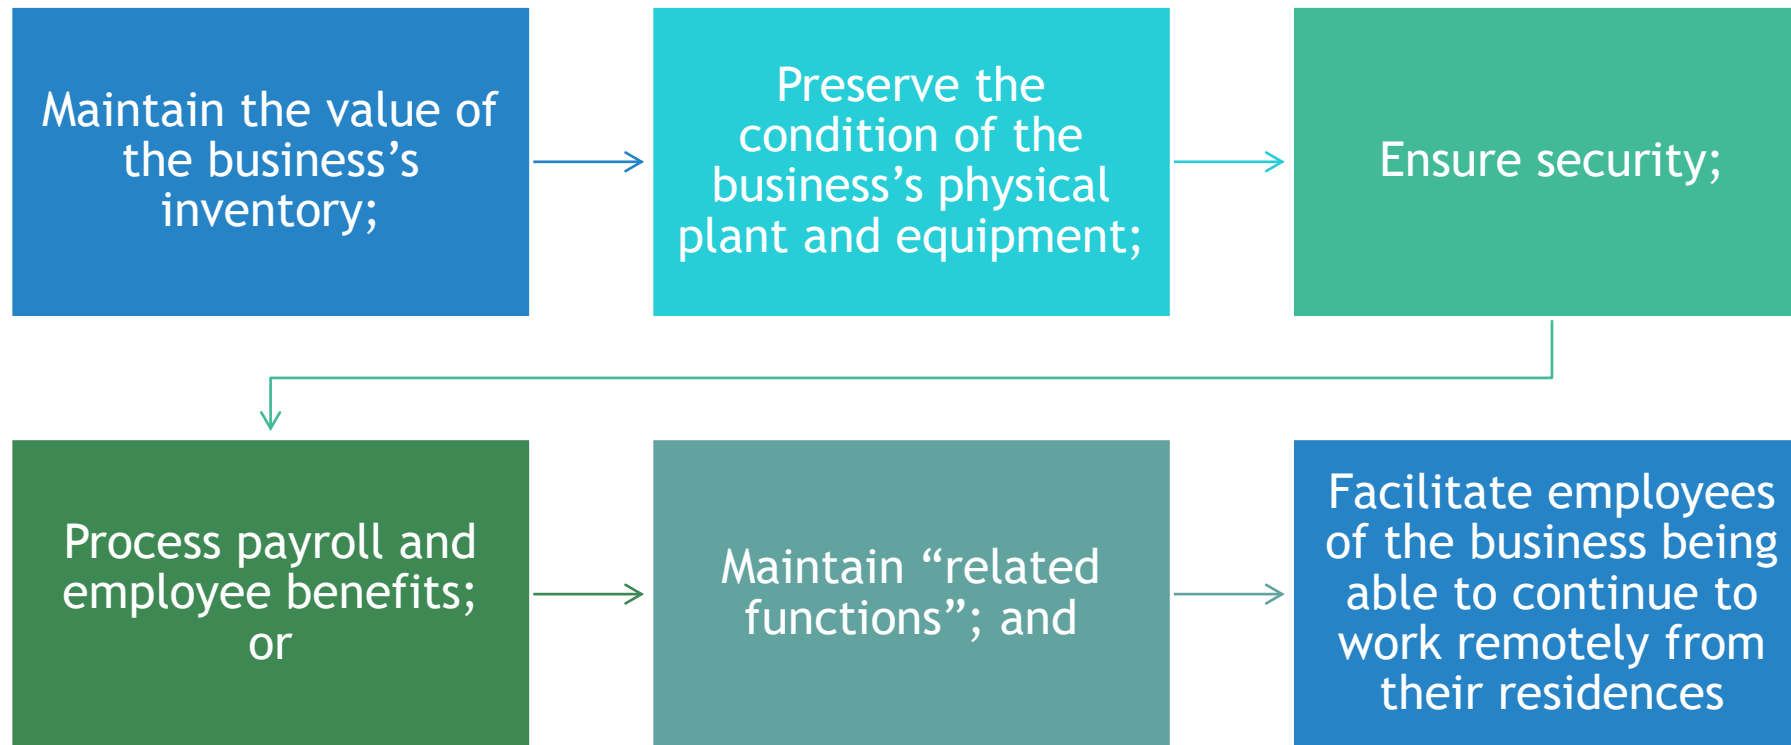 Maintain the value of
the business’s
inventory;
Preserve the
condition of the
business’s physical
plant and equipment;
Ensure security;
Process payroll and
employee benefits;
or
Maintain “related
functions”; and
Facilitate employees
of the business being
able to continue to
work remotely from
their residences